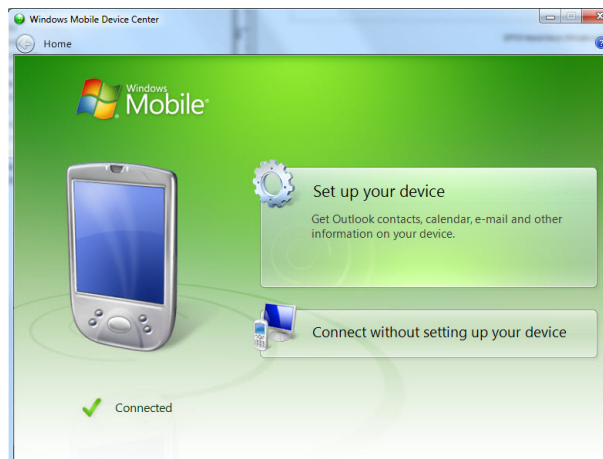 Windows Mobile Device Center
Home
Windows
Mobile
Set up your device
Get Outlook contacts, calendar, e-mail and other
information on your device.
Connect without setting up your device
Connected